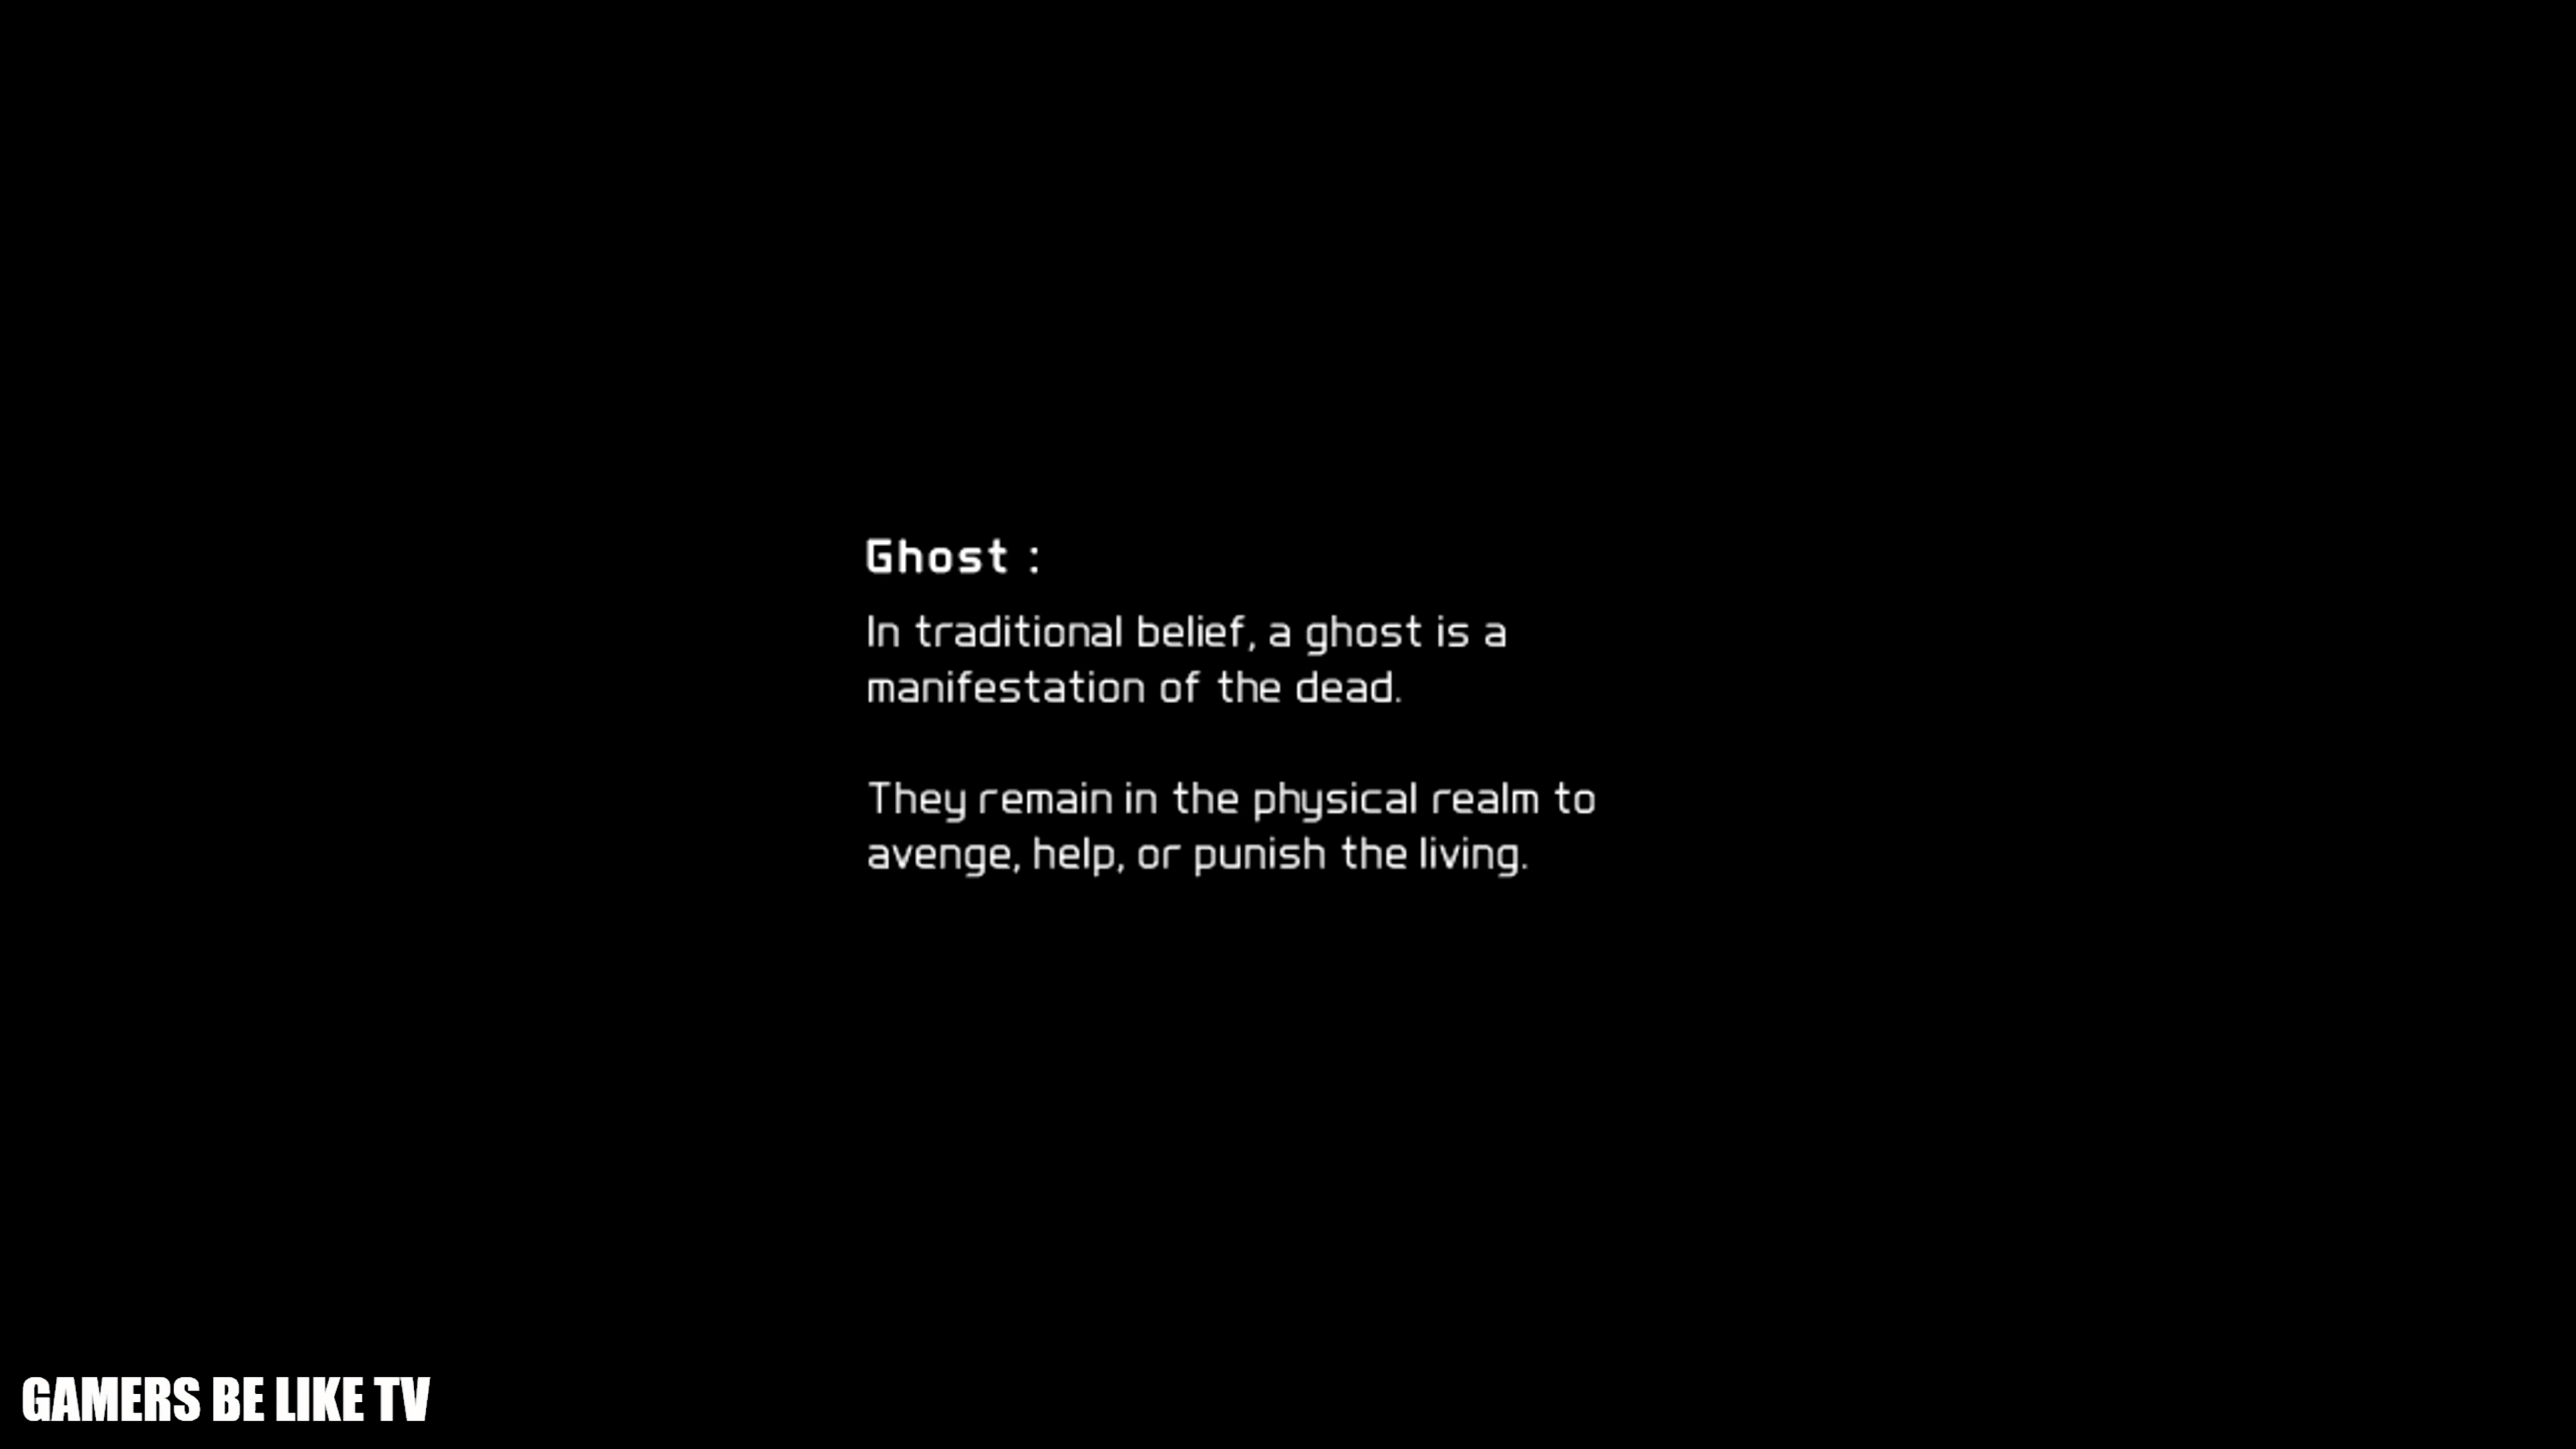 Ghost :
In traditional belief, a ghost is a
manifestation of the dead.
They remain in the physical realm to
avenge, help, or punish the living.
GAMERS BE LIKE TV